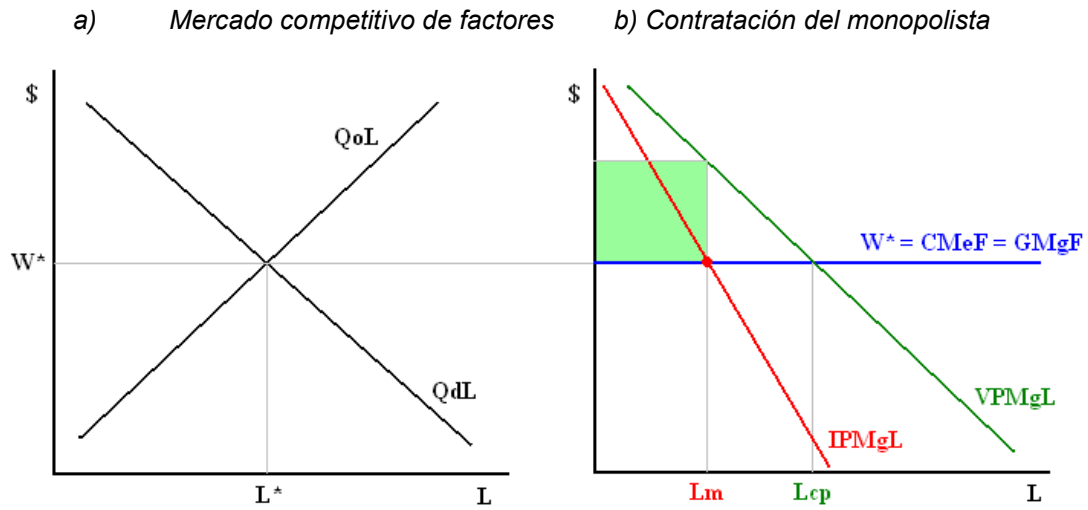 a) Mercado competitivo de factores
b) Contratación del monopolista
$
QoL
W*
QdL
L*
L
$
W* = CMeF = GMgF
VPMgL
IPMgL
Lm
Lcp
L